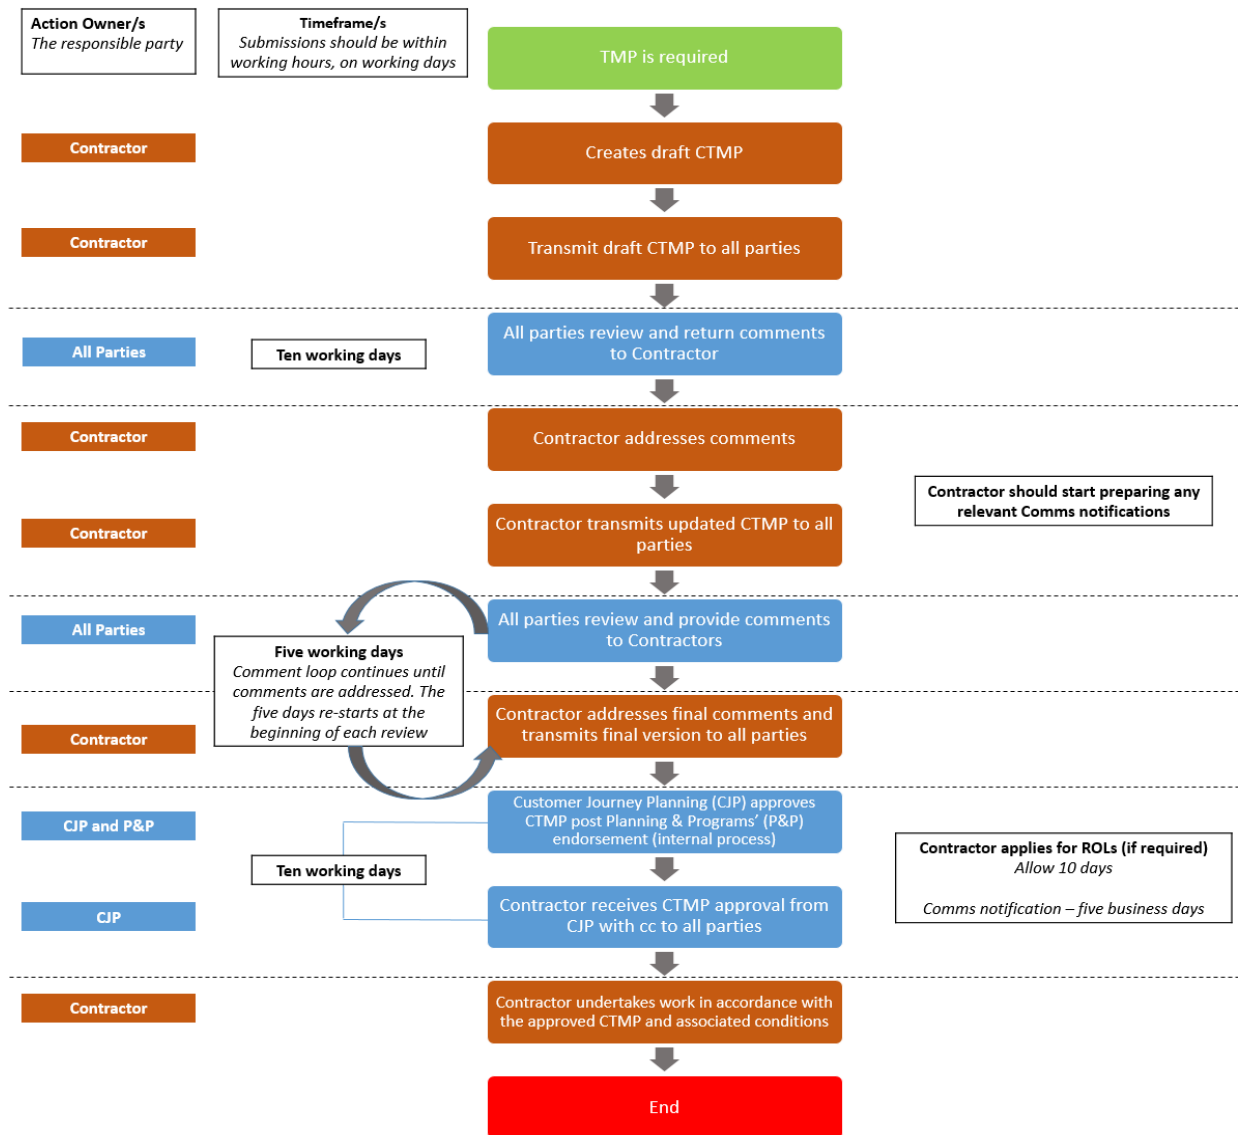 Action Owner/s
The responsible party
Timeframe/s
Submissions should be within
working hours, on working days
TMP is required
Contractor
Creates draft CTMP
Contractor
Transmit draft CTMP to all parties
All Parties
Ten working days
All parties review and return comments
to Contractor
Contractor
Contractor addresses comments
Contractor should start preparing any
relevant Comms notifications
Contractor
Contractor transmits updated CTMP to all
parties
All Parties
All parties review and provide comments
to Contractors
Five working days
Comment loop continues until
comments are addressed. The
five days re-starts at the
beginning of each review
Contractor
Contractor addresses final comments and
transmits final version to all parties
CJP and P&P
Customer Journey Planning (CJP) approves
CTMP post Planning & Programs’ (P&P)
endorsement (internal process)
Ten working days
Contractor applies for ROLs (if required)
Allow 10 days
Comms notification – five business days
CJP
Contractor receives CTMP approval from
CJP with cc to all parties
Contractor
Contractor undertakes work in accordance with
the approved CTMP and associated conditions
End